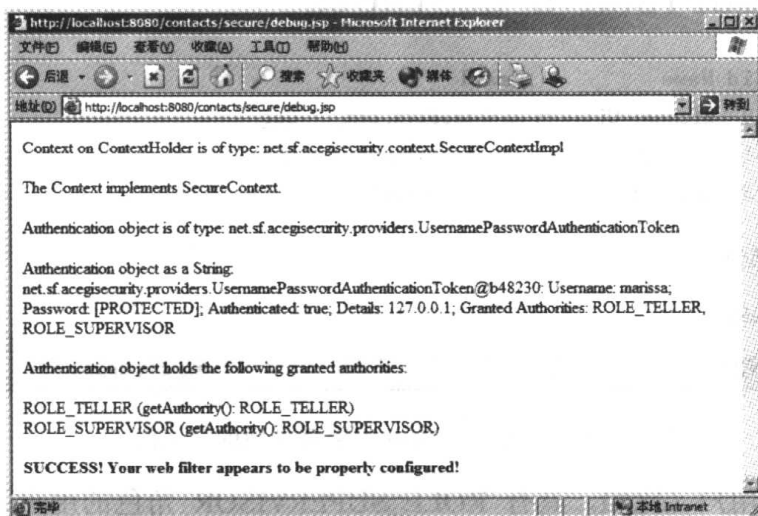 http://localhost:8080/contacts/secure/debug.jsp - Microsoft Internet Explorer
文件(F) 编辑(E) 查看(V) 收藏(A) 工具(T) 帮助(H)
后退 搜索 收藏夹 媒体
地址(D) http://localhost:8080/contacts/secure/debug.jsp 转到
Context on ContextHolder is of type: net.sf.acegisecurity.context.SecureContextImpl
The Context implements SecureContext.
Authentication object is of type: net.sf.acegisecurity.providers.UsernamePasswordAuthenticationToken
Authentication object as a String:
net.sf.acegisecurity.providers.UsernamePasswordAuthenticationToken@b48230: Username: marissa;
Password: [PROTECTED]; Authenticated: true; Details: 127.0.0.1; Granted Authorities: ROLE_TELLER,
ROLE_SUPERVISOR
Authentication object holds the following granted authorities:
ROLE_TELLER (getAuthority(): ROLE_TELLER)
ROLE_SUPERVISOR (getAuthority(): ROLE_SUPERVISOR)
SUCCESS! Your web filter appears to be properly configured!
完毕 本地 Intranet